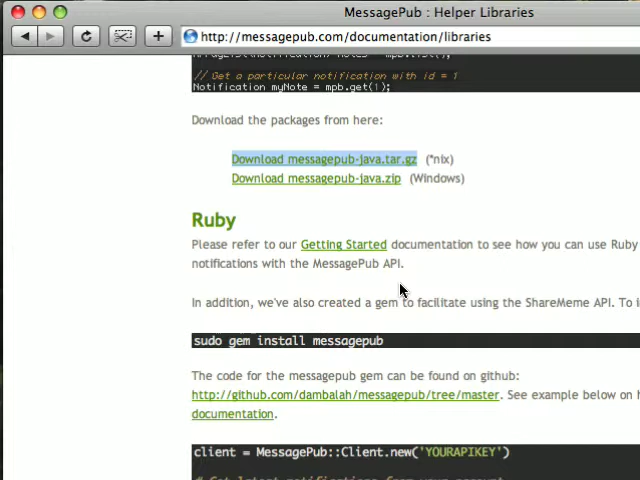 MessagePub : Helper Libraries
http://messagepub.com/documentation/libraries
// Get a particular notification with id = 1
Notification myNote = mpb.get(1);
Download the packages from here:
Download messagepub-java.tar.gz (*nix)
Download messagepub-java.zip (Windows)
Ruby
Please refer to our Getting Started documentation to see how you can use Ruby
notifications with the MessagePub API.
In addition, we've also created a gem to facilitate using the ShareMeme API. To
sudo gem install messagepub
The code for the messagepub gem can be found on github:
http://github.com/dambalah/messagepub/tree/master. See example below on
documentation.
client = MessagePub::Client.new('YOURAPIKEY')